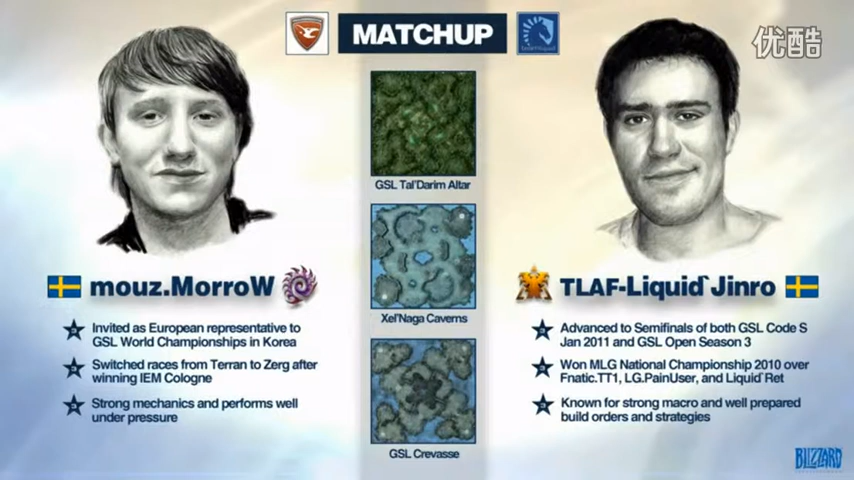 优酷
MATCHUP
GSL Tal'Darim Altar
Xel'Naga Caverns
GSL Crevasse
mouz.MorroW
Invited as European representative to
GSL World Championships in Korea
Switched races from Terran to Zerg after
winning IEM Cologne
Strong mechanics and performs well
under pressure
TLAF-Liquid`Jinro
Advanced to Semifinals of both GSL Code S
Jan 2011 and GSL Open Season 3
Won MLG National Championship 2010 over
Fnatic.TT1, LG.PainUser, and Liquid`Ret
Known for strong macro and well prepared
build orders and strategies
BLIZZARD